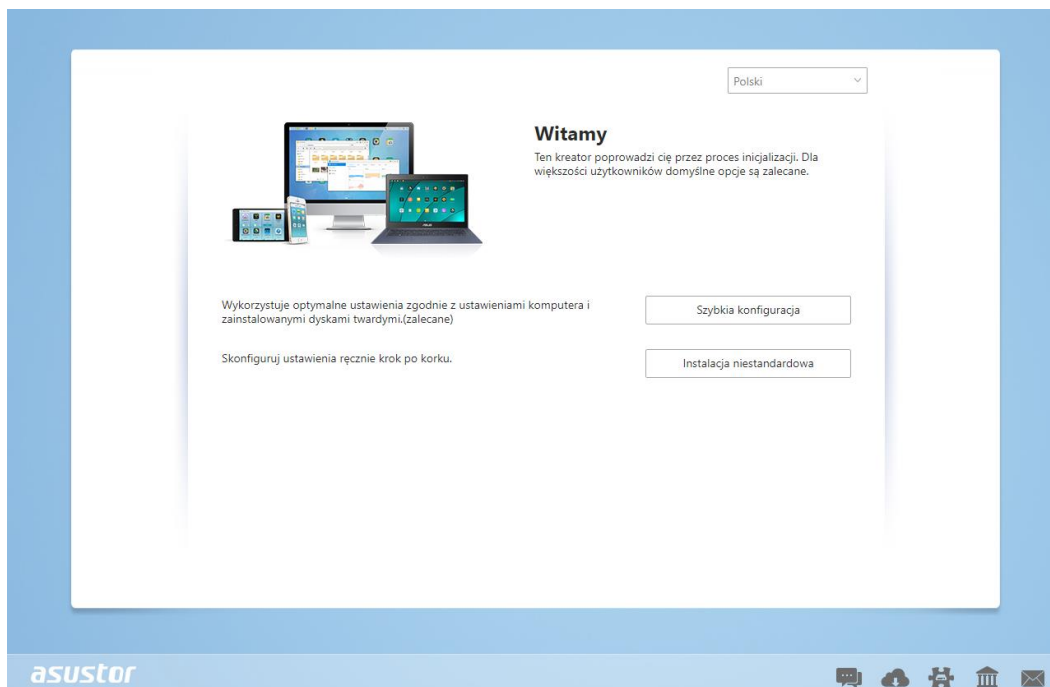 Polski
Witamy
Ten kreator poprowadzi cię przez proces inicjalizacji. Dla
większości użytkowników domyślne opcje są zalecane.
Wykorzystuje optymalne ustawienia zgodnie z ustawieniami komputera i
zainstalowanymi dyskami twardymi.(zalecane)
Szybkia konfiguracja
Skonfiguruj ustawienia ręcznie krok po korku.
Instalacja niestandardowa
asustor